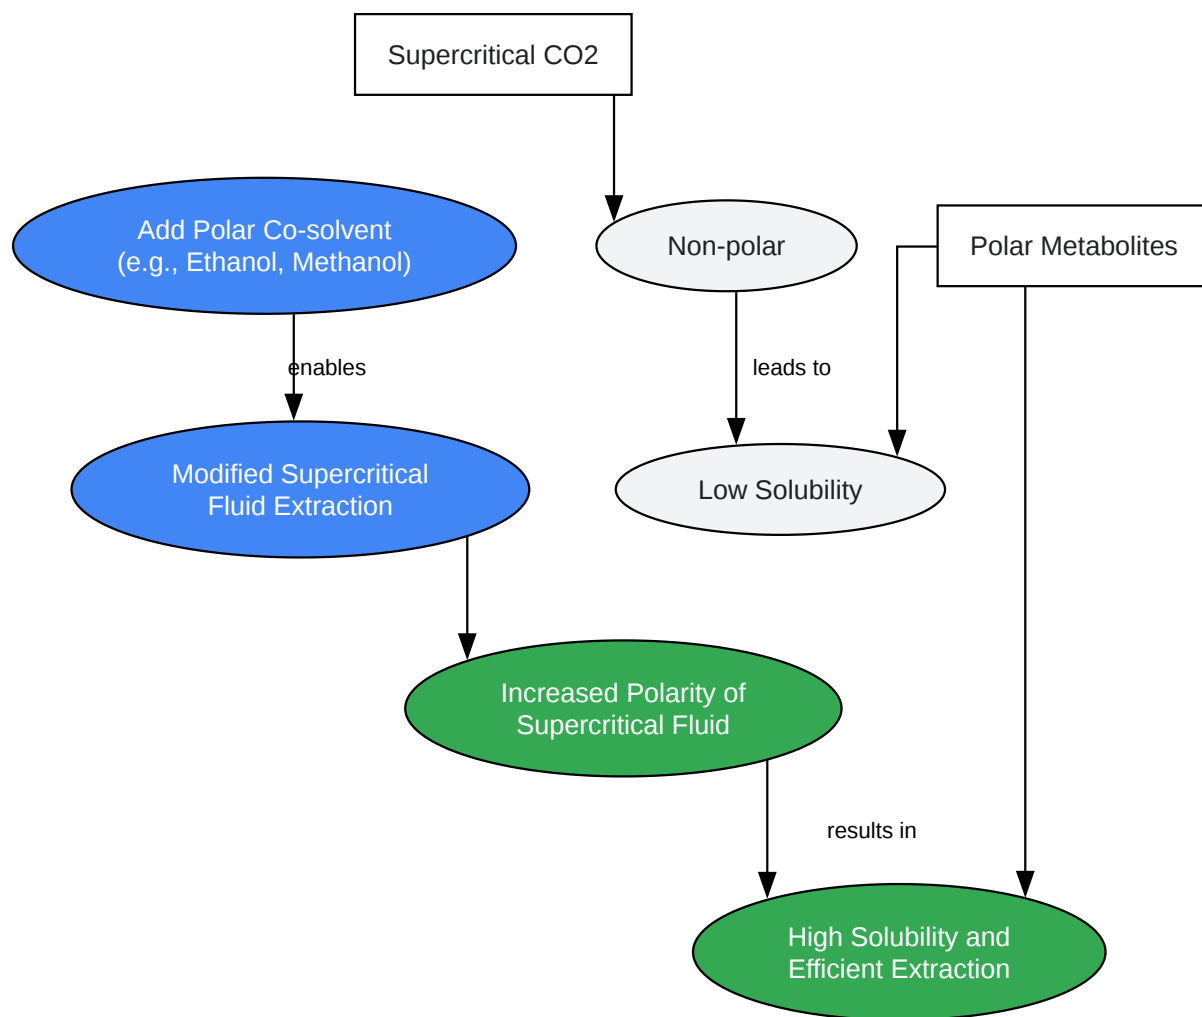 Supercritical CO2
Add Polar Co-solvent
(e.g., Ethanol, Methanol)
Non-polar
Polar Metabolites
enables
leads to
Modified Supercritical
Fluid Extraction
Low Solubility
Increased Polarity of
Supercritical Fluid
results in
High Solubility and
Efficient Extraction